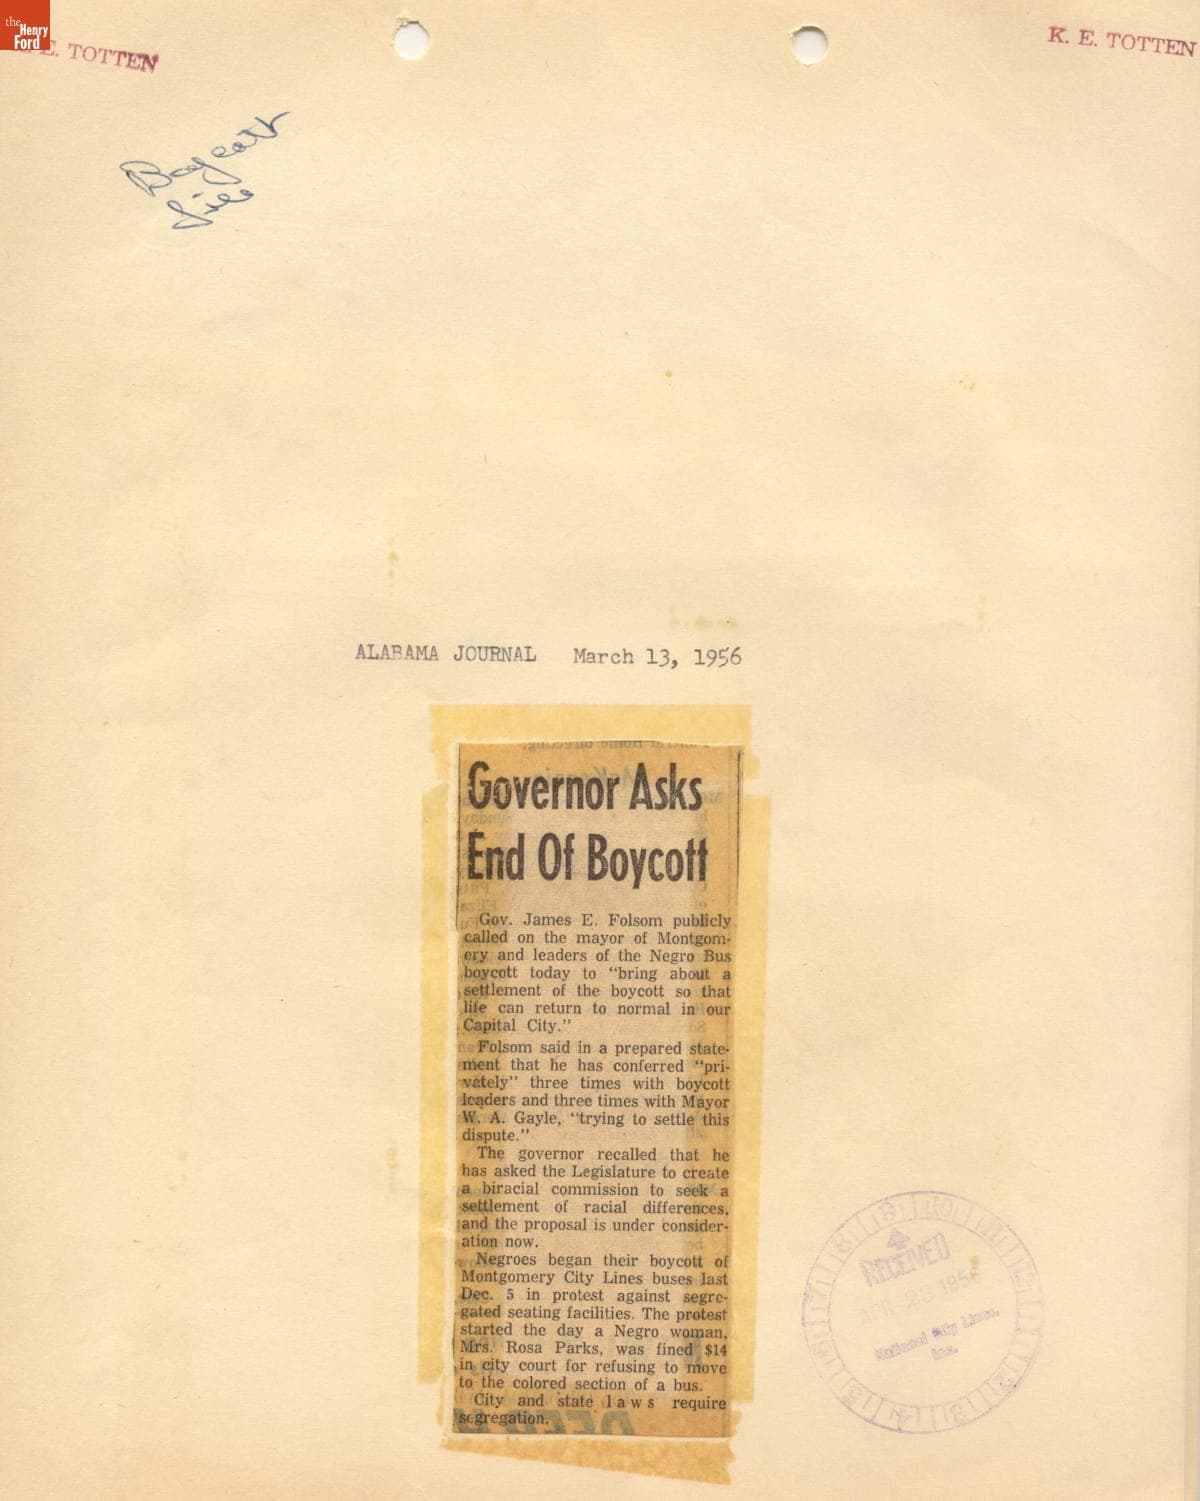 the
Henry
Ford
E. TOTTEN
K. E. TOTTEN
Boycott
file
ALABAMA JOURNAL March 13, 1956
Governor Asks
End Of Boycott
Gov. James E. Folsom publicly
called on the mayor of Montgom-
ery and leaders of the Negro Bus
boycott today to "bring about a
settlement of the boycott so that
life can return to normal in our
Capital City."
Folsom said in a prepared state-
ment that he has conferred "pri-
vately" three times with boycott
leaders and three times with Mayor
W. A. Gayle, "trying to settle this
dispute."
The governor recalled that he
has asked the Legislature to create
a biracial commission to seek a
settlement of racial differences,
and the proposal is under consider-
ation now.
Negroes began their boycott of
Montgomery City Lines buses last
Dec. 5 in protest against segre-
gated seating facilities. The protest
started the day a Negro woman,
Mrs. Rosa Parks, was fined $14
in city court for refusing to move
to the colored section of a bus.
City and state laws require
segregation.
RECEIVED
1956
National City Lines,
Inc.